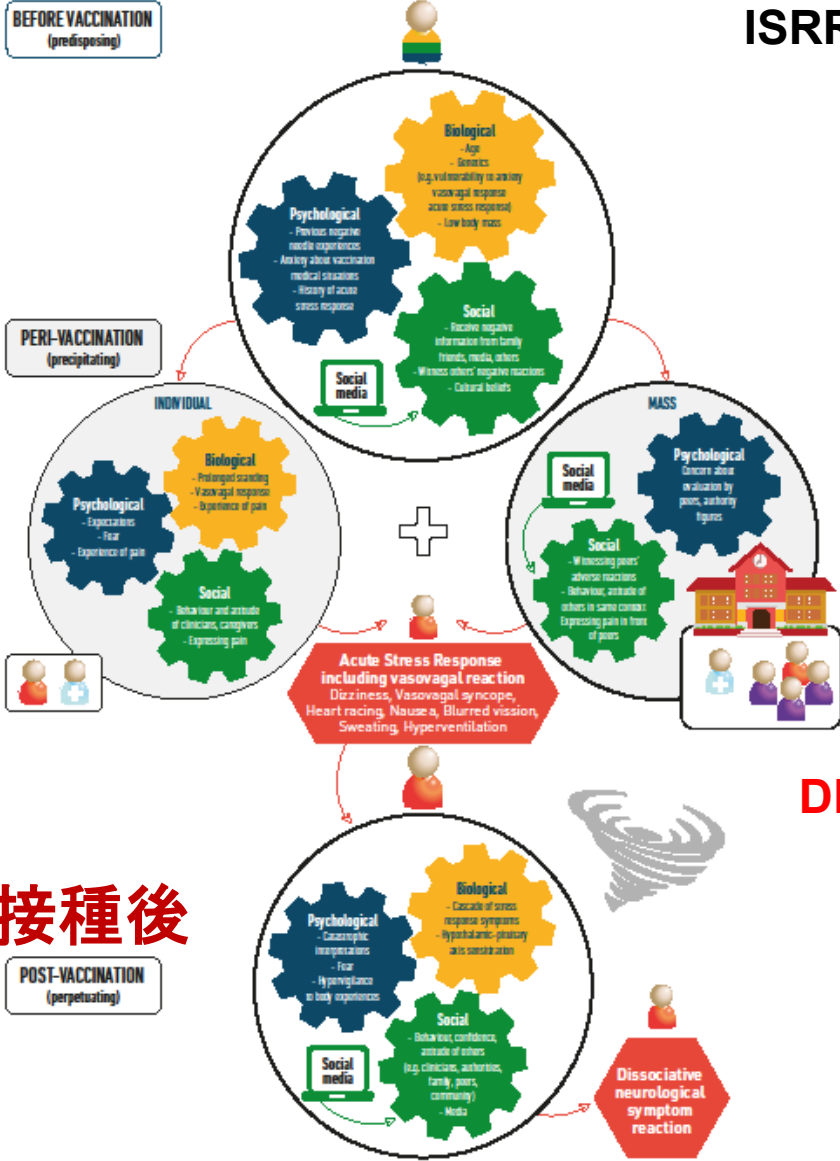 BEFORE VACCINATION
(predisposing)
ISRR
Biological
- Age
- Genetics
(e.g. vulnerability to anxiety
vasovagal response
acute stress response)
- Low body mass
Psychological
- Previous negative
needle experiences
- Anxiety about vaccination
medical situations
- History of acute
stress response
Social
- Receive negative
information from family
friends, media, others
- Witness others' negative reactions
- Cultural beliefs
Social
media
PERI-VACCINATION
(precipitating)
INDIVIDUAL
Biological
- Prolonged standing
- Vasovagal response
- Experience of pain
Psychological
- Expectations
- Fear
- Experience of pain
Social
- Behaviour and attitude
of clinicians, caregivers
- Expressing pain
MASS
Psychological
Concern about
evaluation by
peers, authority
figures
Social
media
Social
- Witnessing peers'
adverse reactions
- Behaviour, attitude of
others in same context
Expressing pain in front
of peers
Acute Stress Response
including vasovagal reaction
Dizziness, Vasovagal syncope,
Heart racing, Nausea, Blurred vission,
Sweating, Hyperventilation
接種後
POST-VACCINATION
(perpetuating)
Biological
- Cascade of stress
response symptoms
- Hypothalamic-pituitary
axis sensitization
Psychological
- Catastrophic
interpretations
- Fear
- Hypervigilance
to body experiences
Social
- Behaviour, confidence,
attitude of others
(e.g. clinicians, authorities,
family, peers,
community)
- Media
Social
media
Dissociative
neurological
symptom
reaction